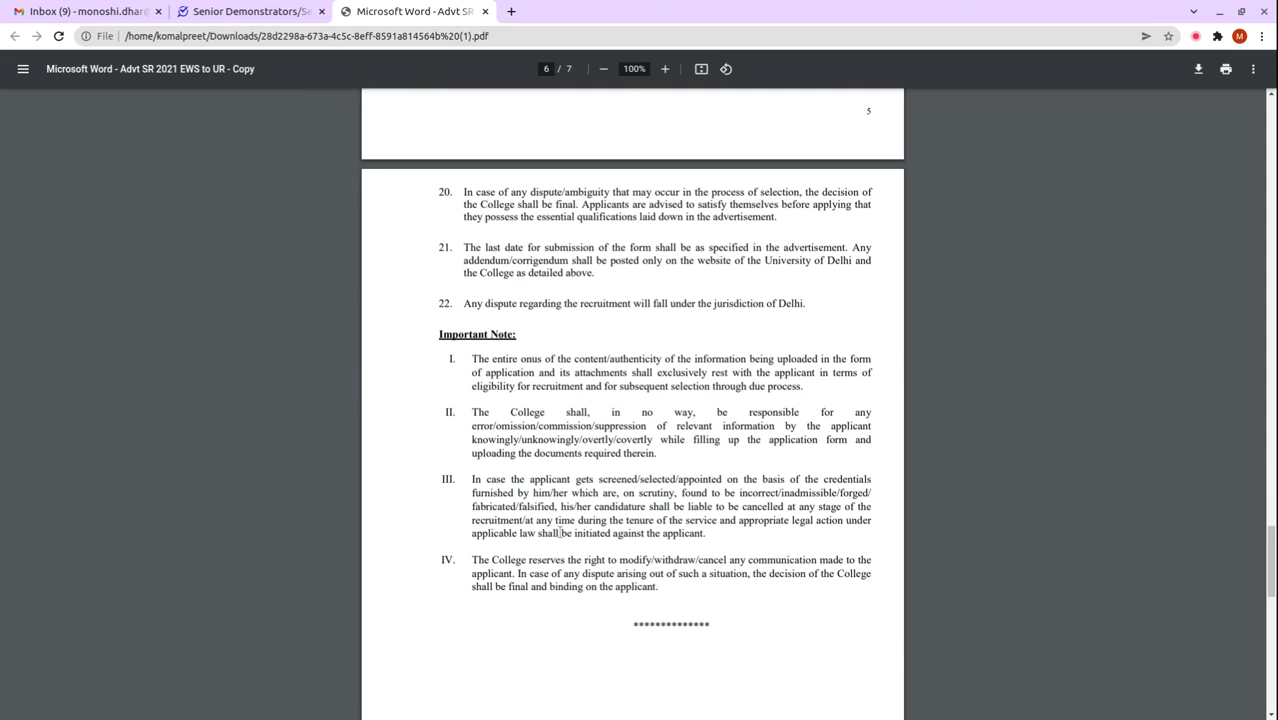 Inbox (9) - monoshi.dhar@
Senior Demonstrators/Se
Microsoft Word - Advt SR
File
/home/komalpreet/Downloads/28d2298a-673a-4c5c-8eff-8591a814564b%20(1).pdf
M
Microsoft Word - Advt SR 2021 EWS to UR - Copy
6 / 7
100%
5
20. In case of any dispute/ambiguity that may occur in the process of selection, the decision of
the College shall be final. Applicants are advised to satisfy themselves before applying that
they possess the essential qualifications laid down in the advertisement.
21. The last date for submission of the form shall be as specified in the advertisement. Any
addendum/corrigendum shall be posted only on the website of the University of Delhi and
the College as detailed above.
22. Any dispute regarding the recruitment will fall under the jurisdiction of Delhi.
Important Note:
I. The entire onus of the content/authenticity of the information being uploaded in the form
of application and its attachments shall exclusively rest with the applicant in terms of
eligibility for recruitment and for subsequent selection through due process.
II. The College shall, in no way, be responsible for any
error/omission/commission/suppression of relevant information by the applicant
knowingly/unknowingly/overtly/covertly while filling up the application form and
uploading the documents required therein.
III. In case the applicant gets screened/selected/appointed on the basis of the credentials
furnished by him/her which are, on scrutiny, found to be incorrect/inadmissible/forged/
fabricated/falsified, his/her candidature shall be liable to be cancelled at any stage of the
recruitment/at any time during the tenure of the service and appropriate legal action under
applicable law shall be initiated against the applicant.
IV. The College reserves the right to modify/withdraw/cancel any communication made to the
applicant. In case of any dispute arising out of such a situation, the decision of the College
shall be final and binding on the applicant.
**************